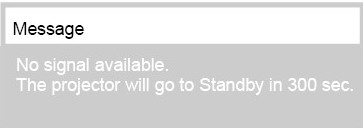 Message
No signal available.
The projector will go to Standby in 300 sec.